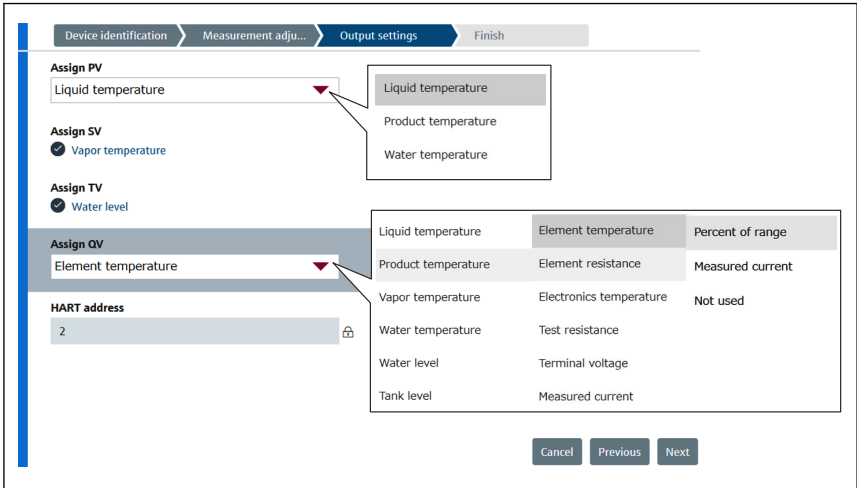 Device identification
Measurement adju...
Output settings
Finish
Assign PV
Liquid temperature
Liquid temperature
Product temperature
Water temperature
Assign SV
Vapor temperature
Assign TV
Water level
Assign QV
Element temperature
Liquid temperature
Product temperature
Vapor temperature
Water temperature
Water level
Tank level
Element temperature
Element resistance
Electronics temperature
Test resistance
Terminal voltage
Measured current
Percent of range
Measured current
Not used
HART address
2
Cancel
Previous
Next